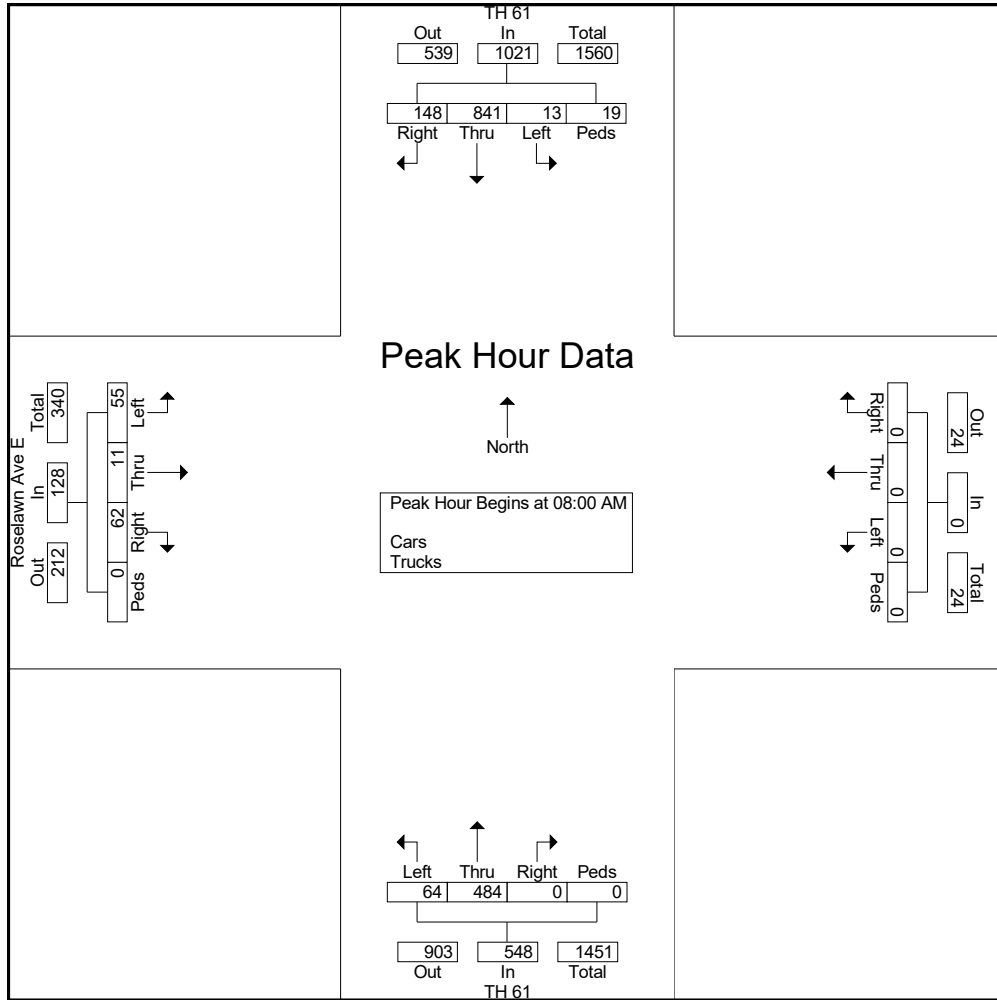 TH 61
Out In Total
539 1021 1560
148 841 13 19
Right Thru Left Peds
Peak Hour Data
North
Peak Hour Begins at 08:00 AM
Cars
Trucks
Roselawn Ave E
Out In Total
212 128 340
0 62 11 55
Peds Right Thru Left
Out In Total
24 0 24
0 0 0 0
Right Thru Left Peds
Left Thru Right Peds
64 484 0 0
903 548 1451
Out In Total
TH 61